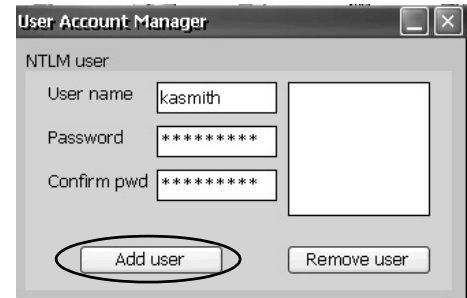 User Account Manager
NTLM user
User name kasmith
Password *********
Confirm pwd *********
Add user Remove user